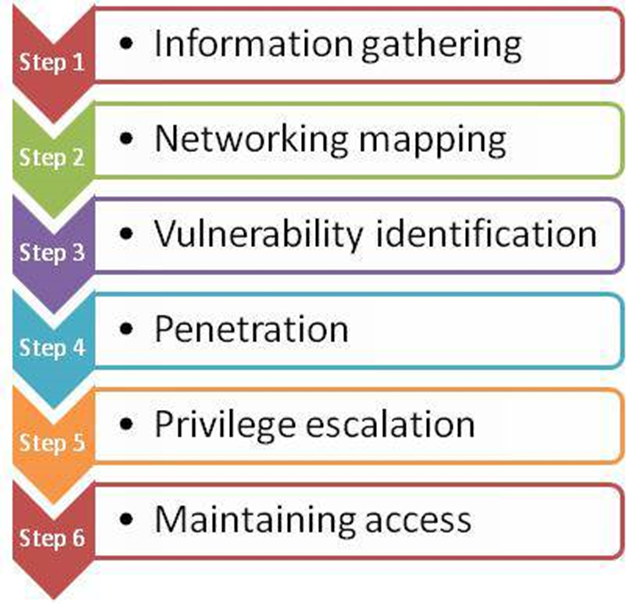 Step 1
• Information gathering
Step 2
• Networking mapping
Step 3
• Vulnerability identification
Step 4
• Penetration
Step 5
• Privilege escalation
Step 6
• Maintaining access